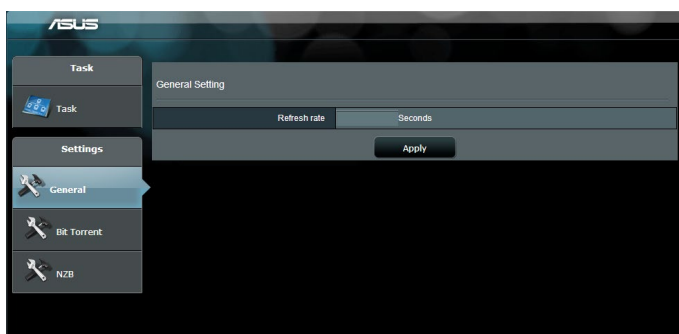 ASUS
Task
Task
Settings
General
Bit Torrent
NZB
General Setting
Refresh rate Seconds
Apply